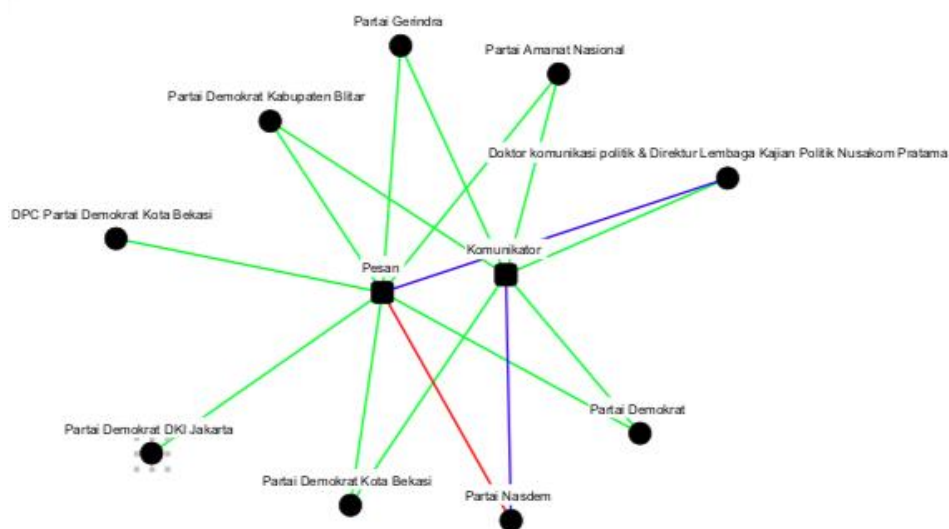 Partai Gerindra
Partai Amanat Nasional
Partai Demokrat Kabupaten Blitar
Doktor komunikasi politik & Direktur Lembaga Kajian Politik Nusakom Pratama
DPC Partai Demokrat Kota Bekasi
Komunikator
Pesan
Partai Demokrat
Partai Demokrat DKI Jakarta
Partai Demokrat Kota Bekasi
Partai Nasdem